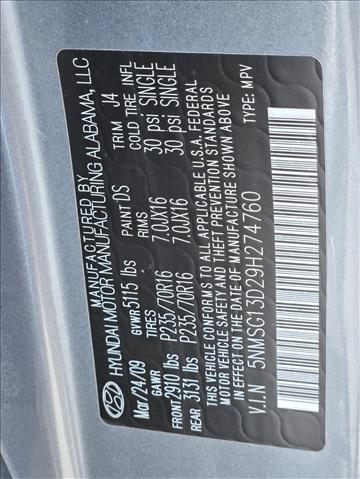 MANUFACTURED BY
HYUNDAI MOTOR MANUFACTURING ALABAMA, LLC
Mar/24/09 GVWR 5115 lbs PAINT DS TRIM J4
GAWR TIRES RIMS COLD TIRE INFL
FRONT 2910 lbs P235/70R16 7.0JX16 30 psi SINGLE
REAR 3131 lbs P235/70R16 7.0JX16 30 psi SINGLE
THIS VEHICLE CONFORMS TO ALL APPLICABLE U.S.A. FEDERAL
MOTOR VEHICLE SAFETY AND THEFT PREVENTION STANDARDS
IN EFFECT ON THE DATE OF MANUFACTURE SHOWN ABOVE
V.I.N 5NMSG13D29H274760 TYPE: MPV